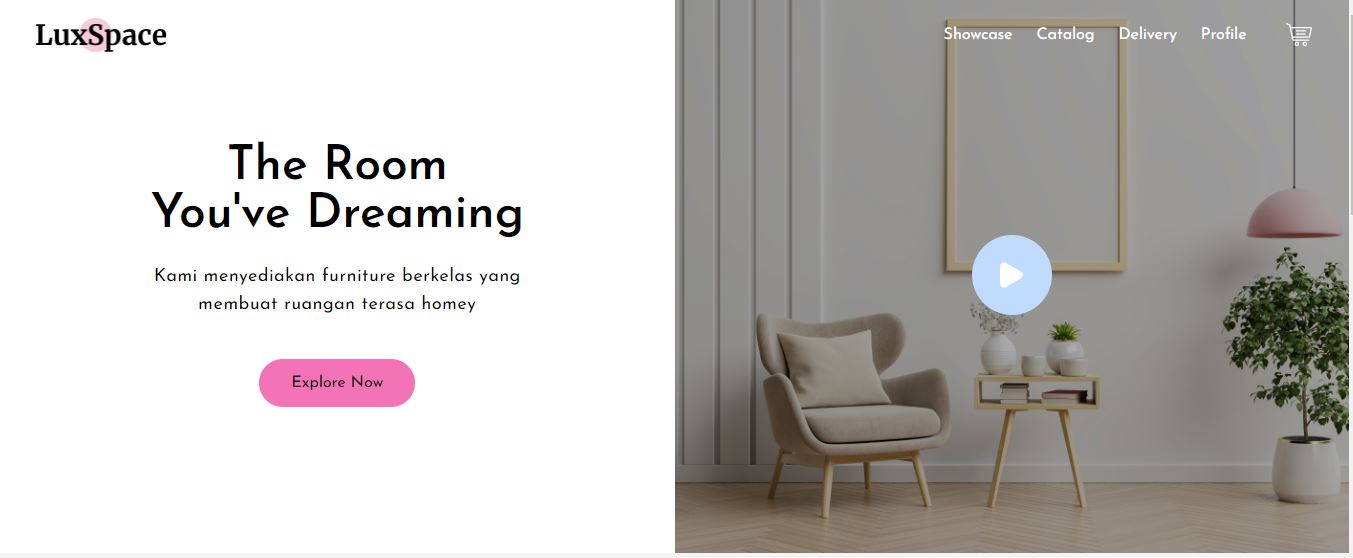 LuxSpace
Showcase Catalog Delivery Profile
The Room
You've Dreaming
Kami menyediakan furniture berkelas yang
membuat ruangan terasa homey
Explore Now